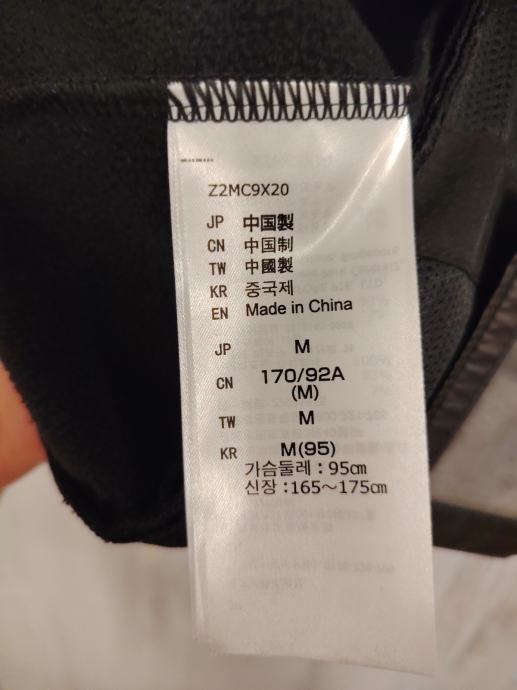 Z2MC9X20
JP 中国製
CN 中国制
TW 中國製
KR 중국제
EN Made in China
JP M
CN 170/92A
(M)
TW M
KR M(95)
가슴둘레 : 95㎝
신장 : 165～175㎝